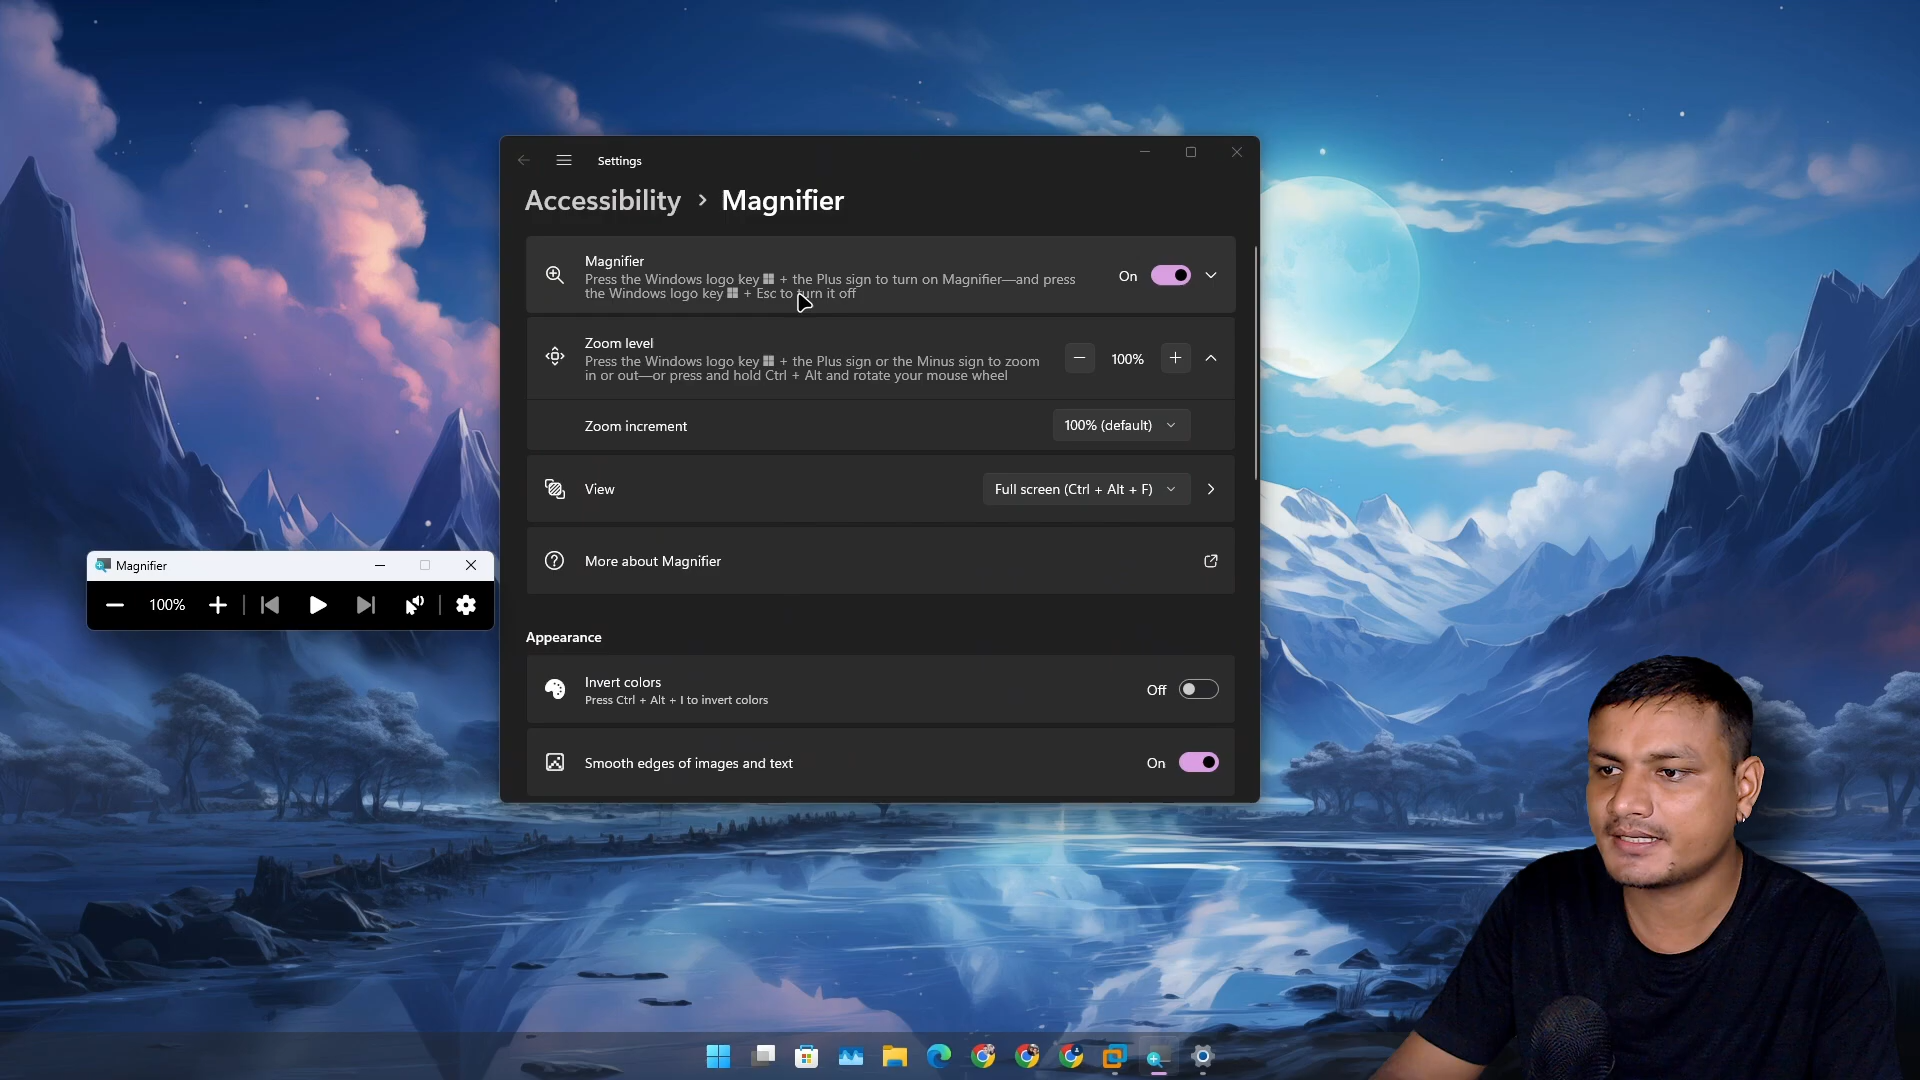 Settings
Accessibility > Magnifier
Magnifier
Press the Windows logo key + the Plus sign to turn on Magnifier—and press
the Windows logo key + Esc to turn it off
On
Zoom level
Press the Windows logo key + the Plus sign or the Minus sign to zoom
in or out—or press and hold Ctrl + Alt and rotate your mouse wheel
100%
Zoom increment
100% (default)
View
Full screen (Ctrl + Alt + F)
More about Magnifier
Magnifier
100%
Appearance
Invert colors
Press Ctrl + Alt + I to invert colors
Off
Smooth edges of images and text
On